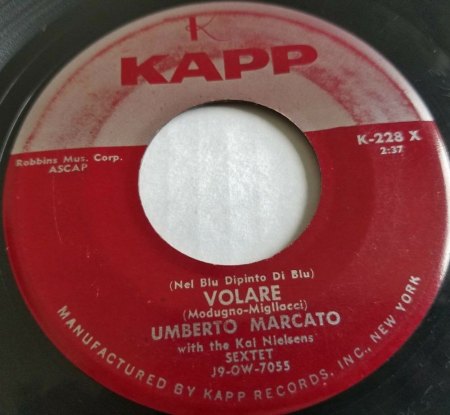 K
KAPP
K-228 X
2:37
Robbins Mus. Corp.
ASCAP
(Nel Blu Dipinto Di Blu)
VOLARE
(Modugno-Migliacci)
UMBERTO MARCATO
with the Kai Nielsens
SEXTET
J9-OW-7055
MANUFACTURED BY KAPP RECORDS, INC., NEW YORK